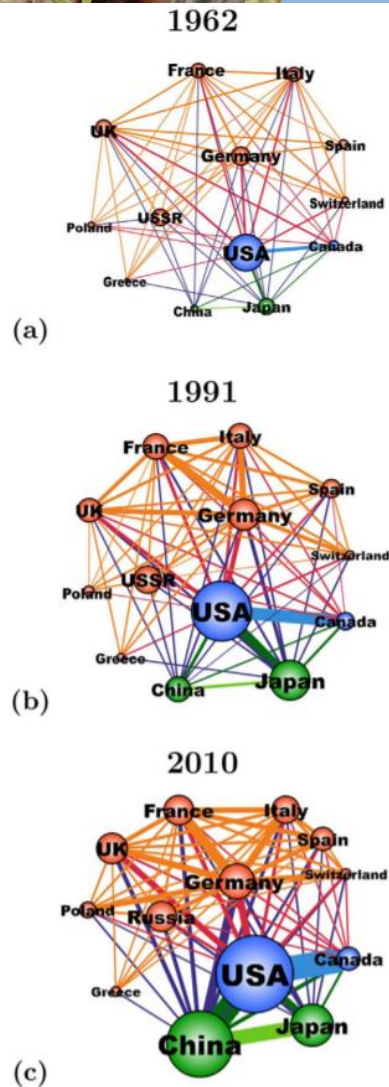 1962
France
Italy
UK
Germany
Spain
USSR
Switzerland
Poland
USA
Canada
Greece
China
Japan
(a)
1991
France
Italy
UK
Germany
Spain
USSR
Switzerland
Poland
USA
Canada
Greece
China
Japan
(b)
2010
France
Italy
UK
Spain
Germany
Switzerland
Poland
Russia
USA
Canada
Greece
China
Japan
(c)